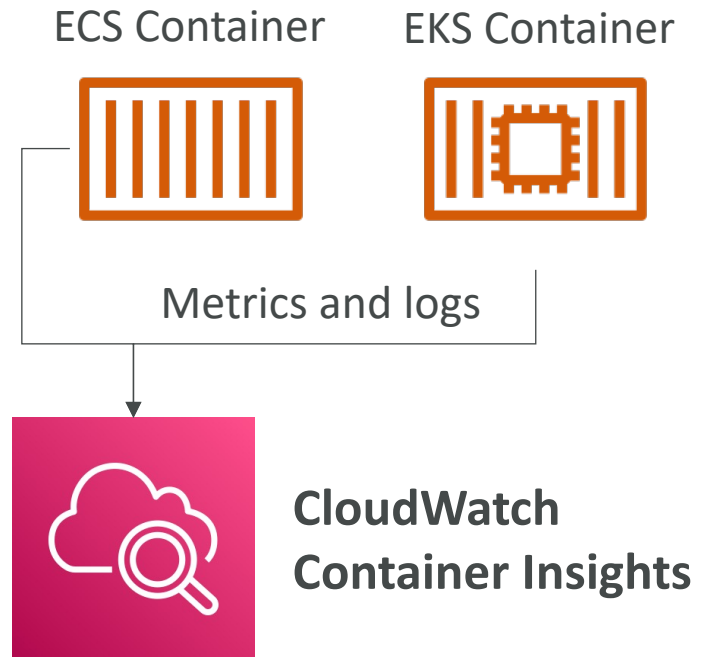 ECS Container
EKS Container
Metrics and logs
CloudWatch
Container Insights